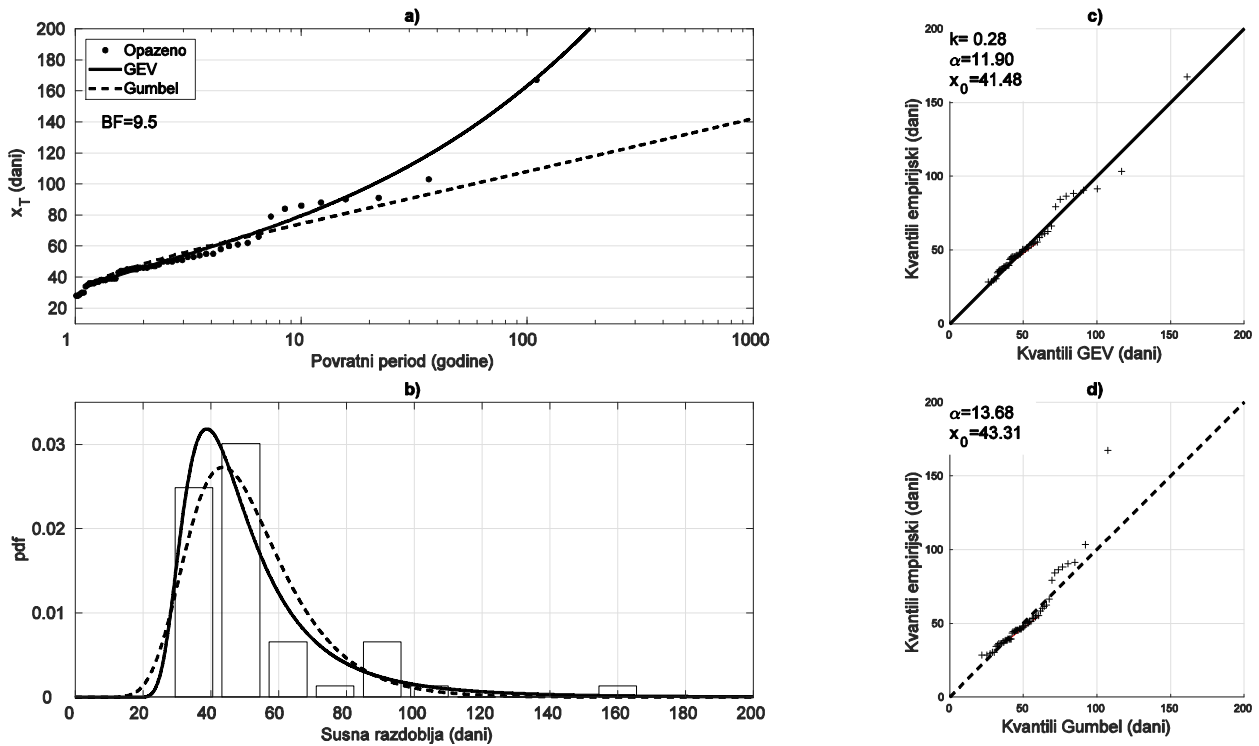 a)
200
180
160
140
120
100
80
60
40
20
Opazeno
GEV
Gumbel
BF=9.5
x_T (dani)
1
10
100
1000
Povratni period (godine)
b)
0.03
0.02
0.01
0
pdf
0
20
40
60
80
100
120
140
160
180
200
Susna razdoblja (dani)
c)
k= 0.28
α=11.90
x_0=41.48
200
150
100
50
0
Kvantili empirijski (dani)
0
50
100
150
200
Kvantili GEV (dani)
d)
α=13.68
x_0=43.31
200
150
100
50
0
Kvantili empirijski (dani)
0
50
100
150
200
Kvantili Gumbel (dani)